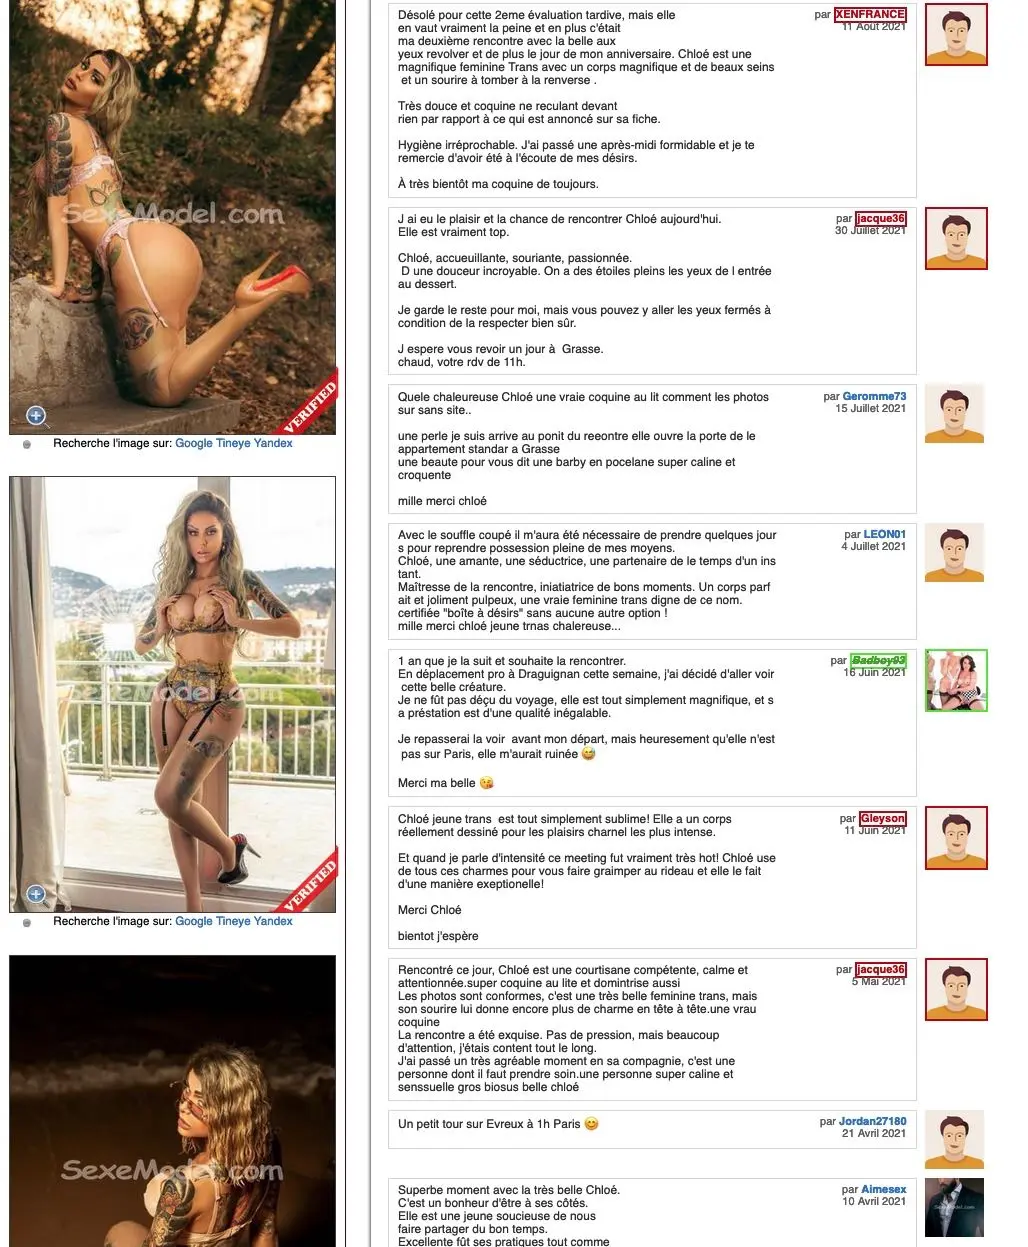 SexeModel.com
VERIFIED
Recherche l'image sur: Google Tineye Yandex
SexeModel.com
VERIFIED
Recherche l'image sur: Google Tineye Yandex
SexeModel.com
Désolé pour cette 2eme évaluation tardive, mais elle
en vaut vraiment la peine et en plus c'était
ma deuxième rencontre avec la belle aux
yeux revolver et de plus le jour de mon anniversaire. Chloé est une
magnifique feminine Trans avec un corps magnifique et de beaux seins
et un sourire à tomber à la renverse .
Très douce et coquine ne reculant devant
rien par rapport à ce qui est annoncé sur sa fiche.
Hygiène irréprochable. J'ai passé une après-midi formidable et je te
remercie d'avoir été à l'écoute de mes désirs.
À très bientôt ma coquine de toujours.
par XENFRANCE
11 Août 2021
J ai eu le plaisir et la chance de rencontrer Chloé aujourd'hui.
Elle est vraiment top.
Chloé, accueuillante, souriante, passionnée.
D une douceur incroyable. On a des étoiles pleins les yeux de l entrée
au dessert.
Je garde le reste pour moi, mais vous pouvez y aller les yeux fermés à
condition de la respecter bien sûr.
J espere vous revoir un jour à Grasse.
chaud, votre rdv de 11h.
par jacque36
30 Juillet 2021
Quele chaleureuse Chloé une vraie coquine au lit comment les photos
sur sans site..
une perle je suis arrive au ponit du reeontre elle ouvre la porte de le
appartement standar a Grasse
une beaute pour vous dit une barby en pocelane super caline et
croquente
mille merci chloé
par Geromme73
15 Juillet 2021
Avec le souffle coupé il m'aura été nécessaire de prendre quelques jour
s pour reprendre possession pleine de mes moyens.
Chloé, une amante, une séductrice, une partenaire de le temps d'un ins
tant.
Maîtresse de la rencontre, iniatiatrice de bons moments. Un corps parf
ait et joliment pulpeux, une vraie feminine trans digne de ce nom.
certifiée "boîte à désirs" sans aucune autre option !
mille merci chloé jeune trnas chalereuse...
par LEON01
4 Juillet 2021
1 an que je la suit et souhaite la rencontrer.
En déplacement pro à Draguignan cette semaine, j'ai décidé d'aller voir
cette belle créature.
Je ne fût pas déçu du voyage, elle est tout simplement magnifique, et s
a préstation est d'une qualité inégalable.
Je repasserai la voir avant mon départ, mais heuresement qu'elle n'est
pas sur Paris, elle m'aurait ruinée 😅
Merci ma belle 😘
par Badboy93
16 Juin 2021
Chloé jeune trans est tout simplement sublime! Elle a un corps
réellement dessiné pour les plaisirs charnel les plus intense.
Et quand je parle d'intensité ce meeting fut vraiment très hot! Chloé use
de tous ces charmes pour vous faire graimper au rideau et elle le fait
d'une manière exeptionelle!
Merci Chloé
bientot j'espère
par Gleyson
11 Juin 2021
Rencontré ce jour, Chloé est une courtisane compétente, calme et
attentionnée.super coquine au lite et domintrise aussi
Les photos sont conformes, c'est une très belle feminine trans, mais
son sourire lui donne encore plus de charme en tête à tête.une vrau
coquine
La rencontre a été exquise. Pas de pression, mais beaucoup
d'attention, j'étais content tout le long.
J'ai passé un très agréable moment en sa compagnie, c'est une
personne dont il faut prendre soin.une personne super caline et
senssuelle gros biosus belle chloé
par jacque36
5 Mai 2021
Un petit tour sur Evreux à 1h Paris 😊
par Jordan27180
21 Avril 2021
Superbe moment avec la très belle Chloé.
C'est un bonheur d'être à ses côtés.
Elle est une jeune soucieuse de nous
faire partager du bon temps.
Excellente fût ses pratiques tout comme
par Aimesex
10 Avril 2021
SexeModel.com